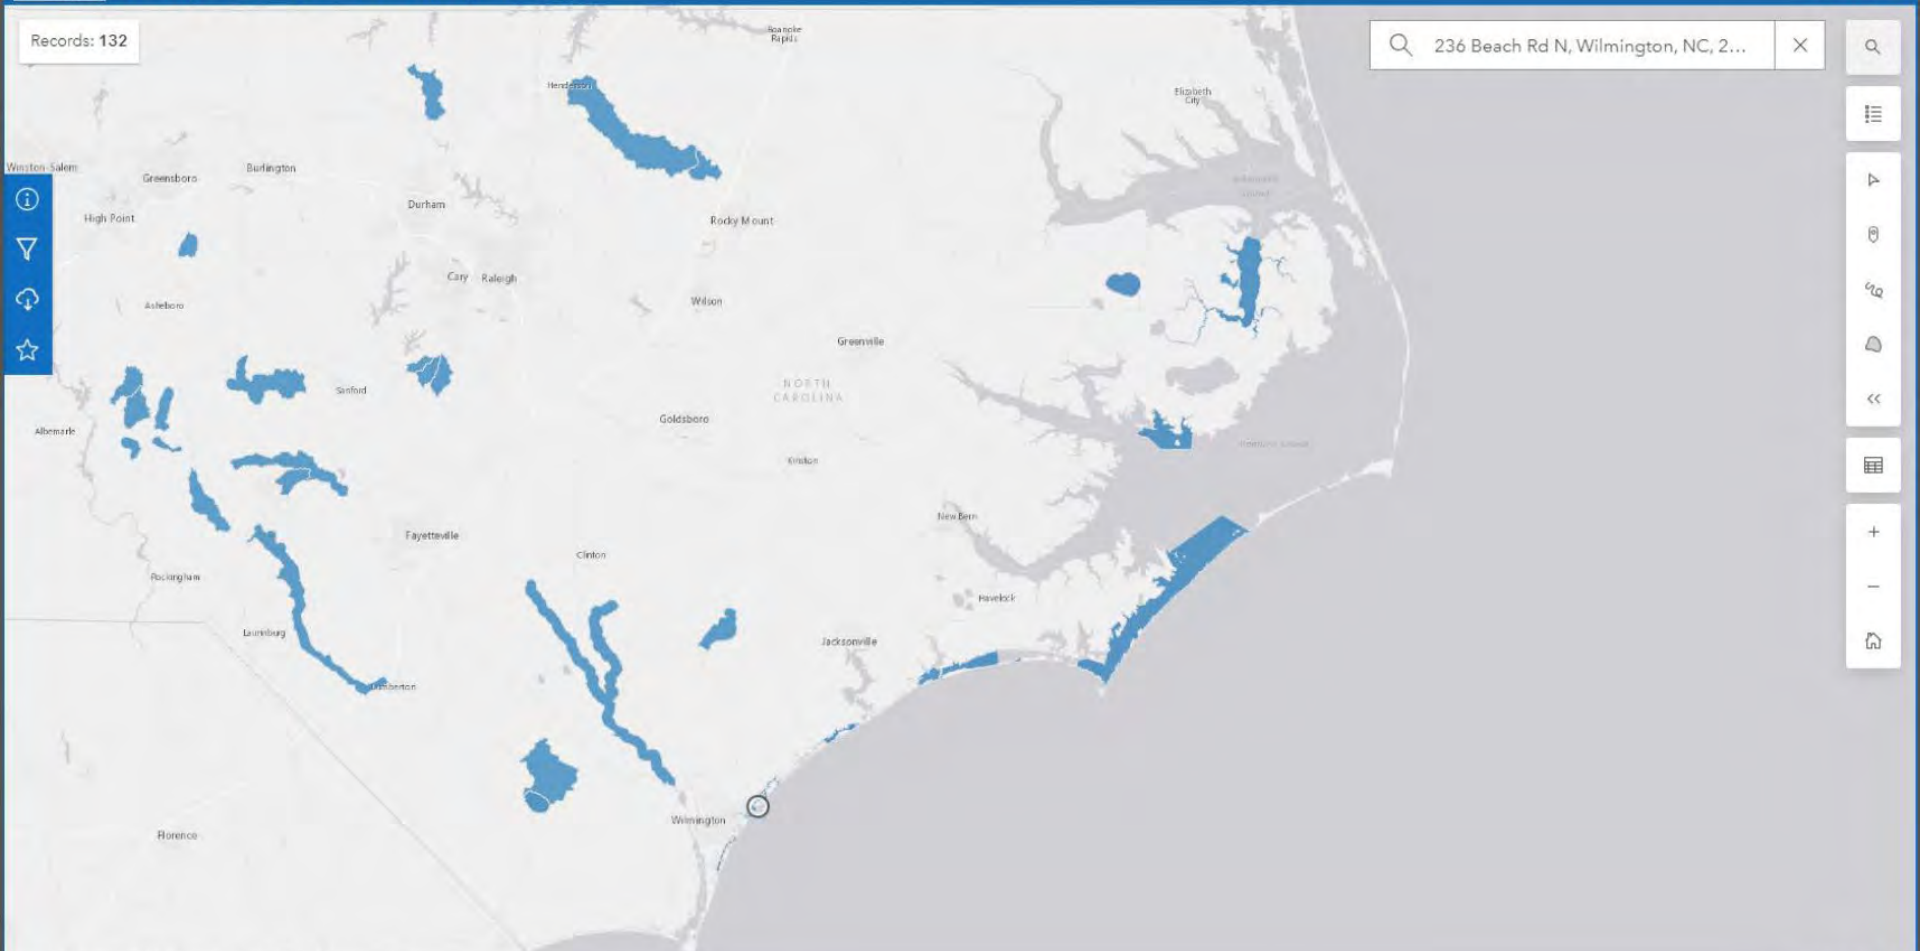 Records: 132
236 Beach Rd N, Wilmington, NC, 2...
Roanoke
Rapids
Henderson
Elizabeth
City
Winston-Salem
Greensboro
Burlington
Durham
High Point
Rocky Mount
Cary
Raleigh
Asheboro
Wilson
Greenville
NORTH
CAROLINA
Sanford
Goldsboro
Albemarle
Kinston
New Bern
Fayetteville
Clinton
Rockingham
Havelock
Laurinburg
Jacksonville
Lumberton
Wilmington
Florence